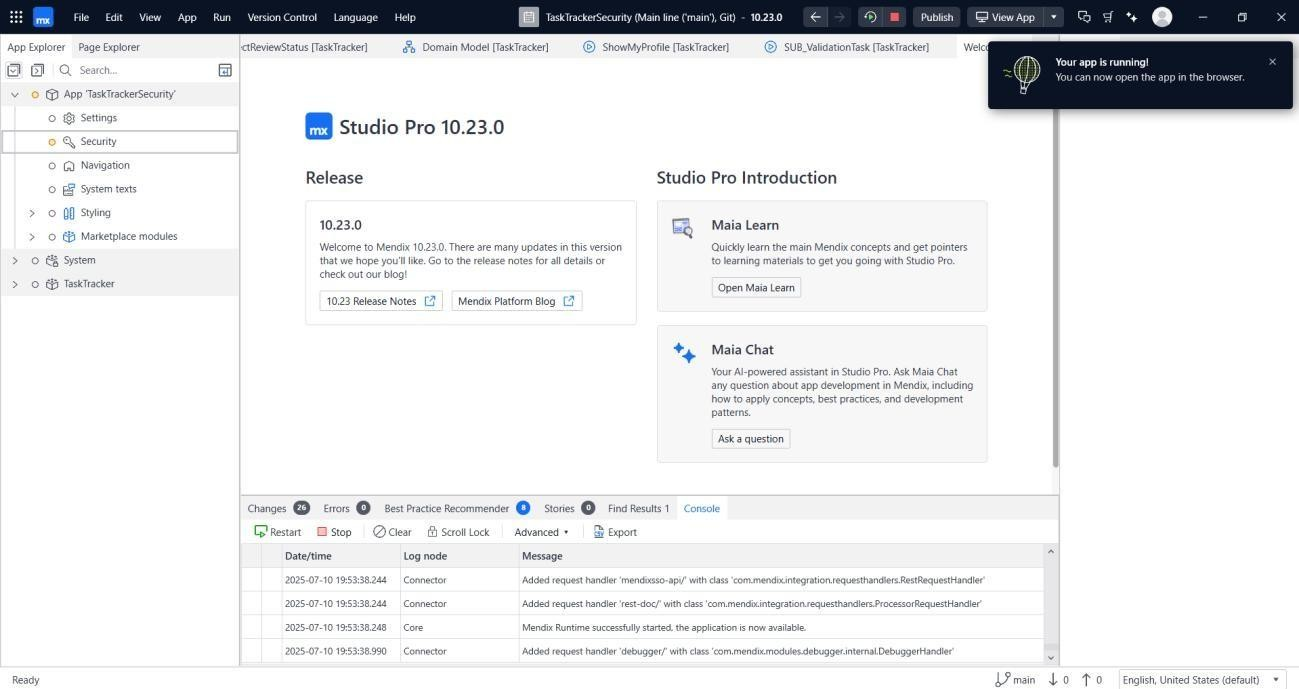 mx File Edit View App Run Version Control Language Help TaskTrackerSecurity (Main line ('main'), Git) - 10.23.0 Publish View App
App Explorer Page Explorer
ctReviewStatus [TaskTracker] Domain Model [TaskTracker] ShowMyProfile [TaskTracker] SUB_ValidationTask [TaskTracker] Welco
Your app is running!
You can now open the app in the browser.
Search...
App 'TaskTrackerSecurity'
Settings
Security
Navigation
System texts
Styling
Marketplace modules
System
TaskTracker
mx Studio Pro 10.23.0
Release
10.23.0
Welcome to Mendix 10.23.0. There are many updates in this version
that we hope you'll like. Go to the release notes for all details or
check out our blog!
10.23 Release Notes Mendix Platform Blog
Studio Pro Introduction
Maia Learn
Quickly learn the main Mendix concepts and get pointers
to learning materials to get you going with Studio Pro.
Open Maia Learn
Maia Chat
Your AI-powered assistant in Studio Pro. Ask Maia Chat
any question about app development in Mendix, including
how to apply concepts, best practices, and development
patterns.
Ask a question
Changes 26 Errors 0 Best Practice Recommender 8 Stories 0 Find Results 1 Console
Restart Stop Clear Scroll Lock Advanced Export
Date/time Log node Message
2025-07-10 19:53:38.244 Connector Added request handler 'mendixsso-api/' with class 'com.mendix.integration.requesthandlers.RestRequestHandler'
2025-07-10 19:53:38.244 Connector Added request handler 'rest-doc/' with class 'com.mendix.integration.requesthandlers.ProcessorRequestHandler'
2025-07-10 19:53:38.248 Core Mendix Runtime successfully started, the application is now available.
2025-07-10 19:53:38.990 Connector Added request handler 'debugger/' with class 'com.mendix.modules.debugger.internal.DebuggerHandler'
Ready main 0 0 English, United States (default)